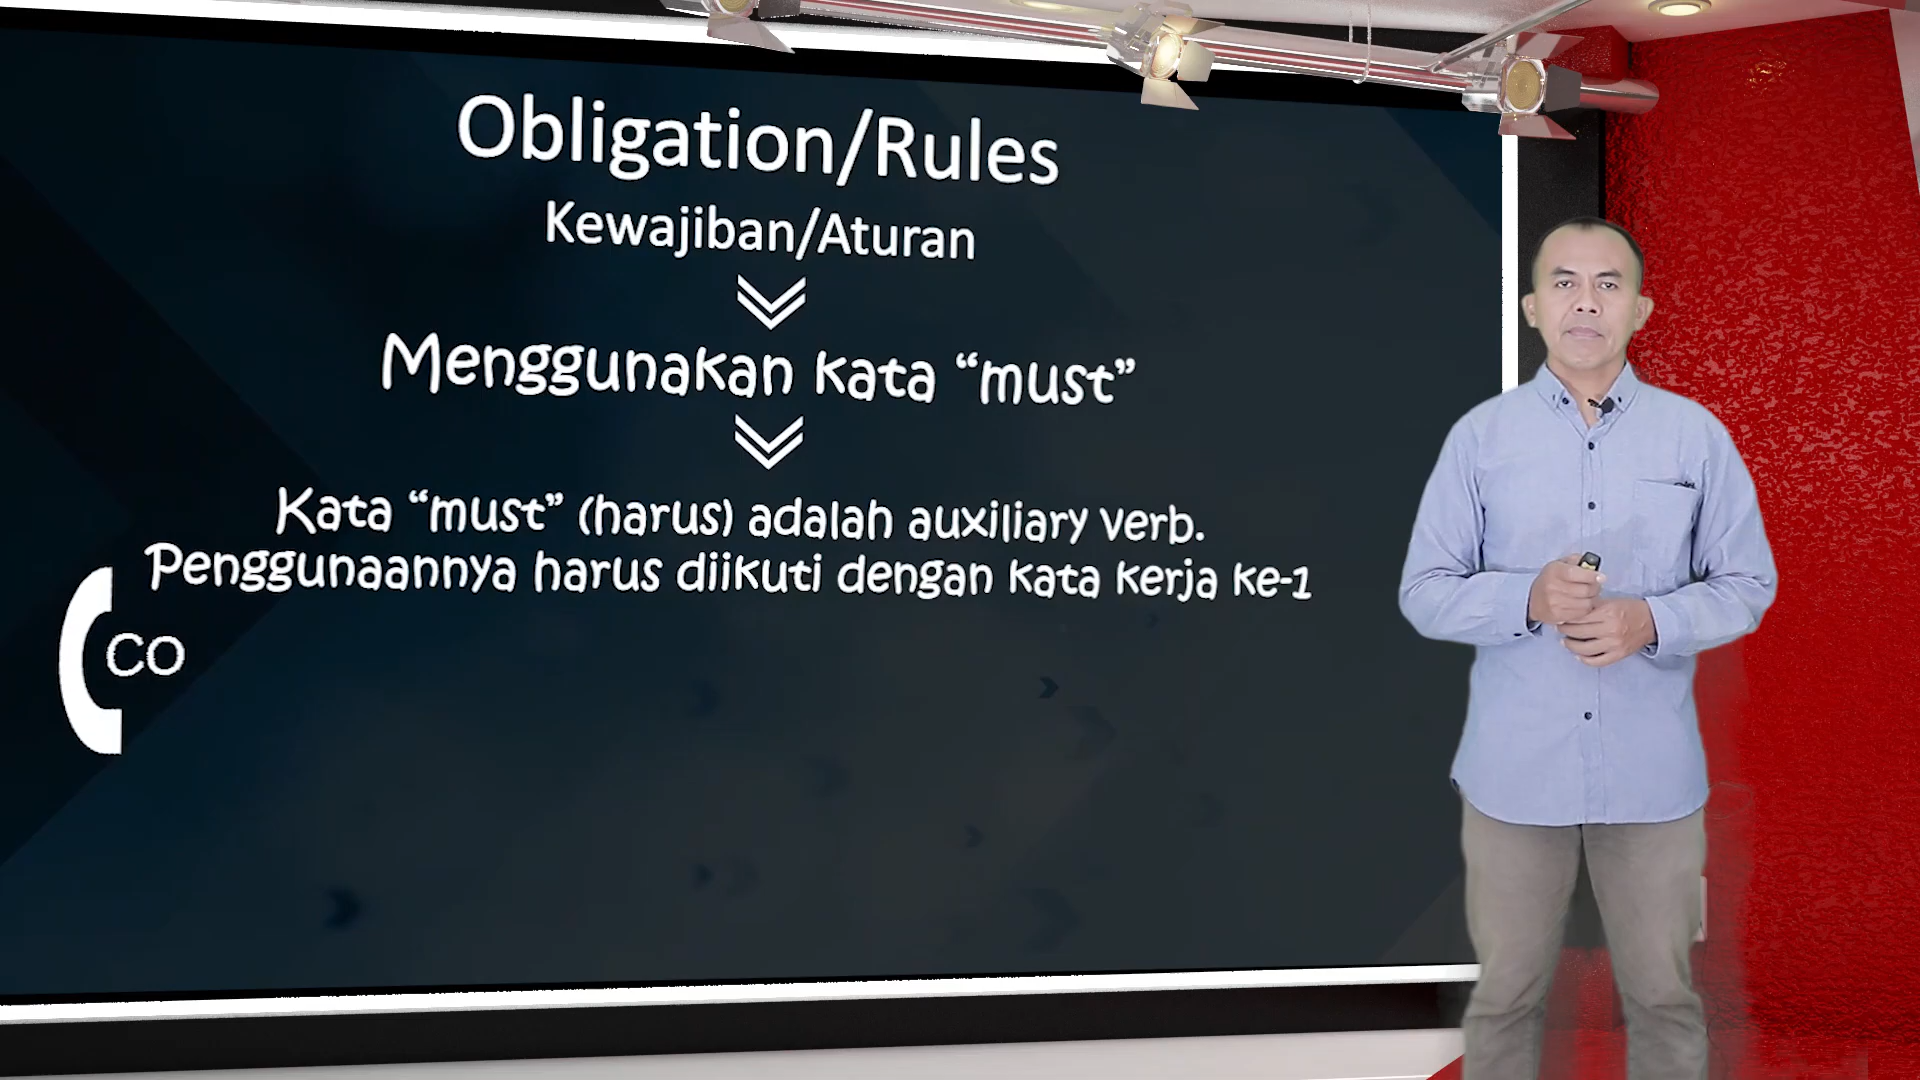 Obligation/Rules
Kewajiban/Aturan
Menggunakan kata “must”
Kata “must” (harus) adalah auxiliary verb.
Penggunaannya harus diikuti dengan kata kerja ke-1
CO